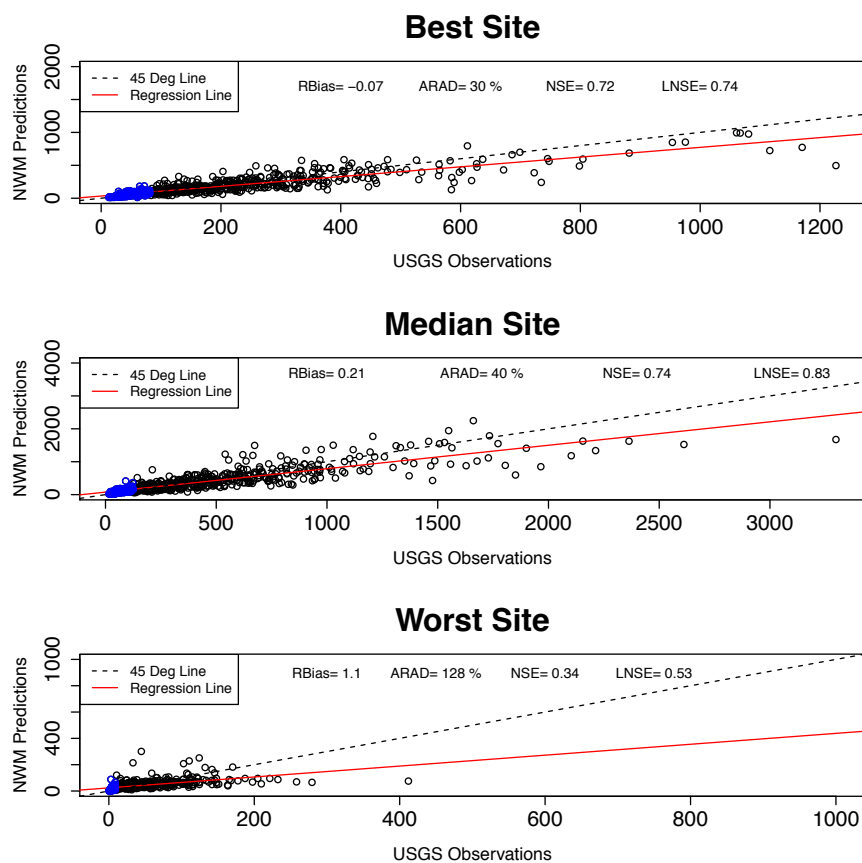 Best Site
2000
1000
0
NWM Predictions
45 Deg Line
Regression Line
RBias= −0.07 ARAD= 30 % NSE= 0.72 LNSE= 0.74
0 200 400 600 800 1000 1200
USGS Observations
Median Site
4000
2000
0
NWM Predictions
45 Deg Line
Regression Line
RBias= 0.21 ARAD= 40 % NSE= 0.74 LNSE= 0.83
0 500 1000 1500 2000 2500 3000
USGS Observations
Worst Site
1000
400
0
NWM Predictions
45 Deg Line
Regression Line
RBias= 1.1 ARAD= 128 % NSE= 0.34 LNSE= 0.53
0 200 400 600 800 1000
USGS Observations